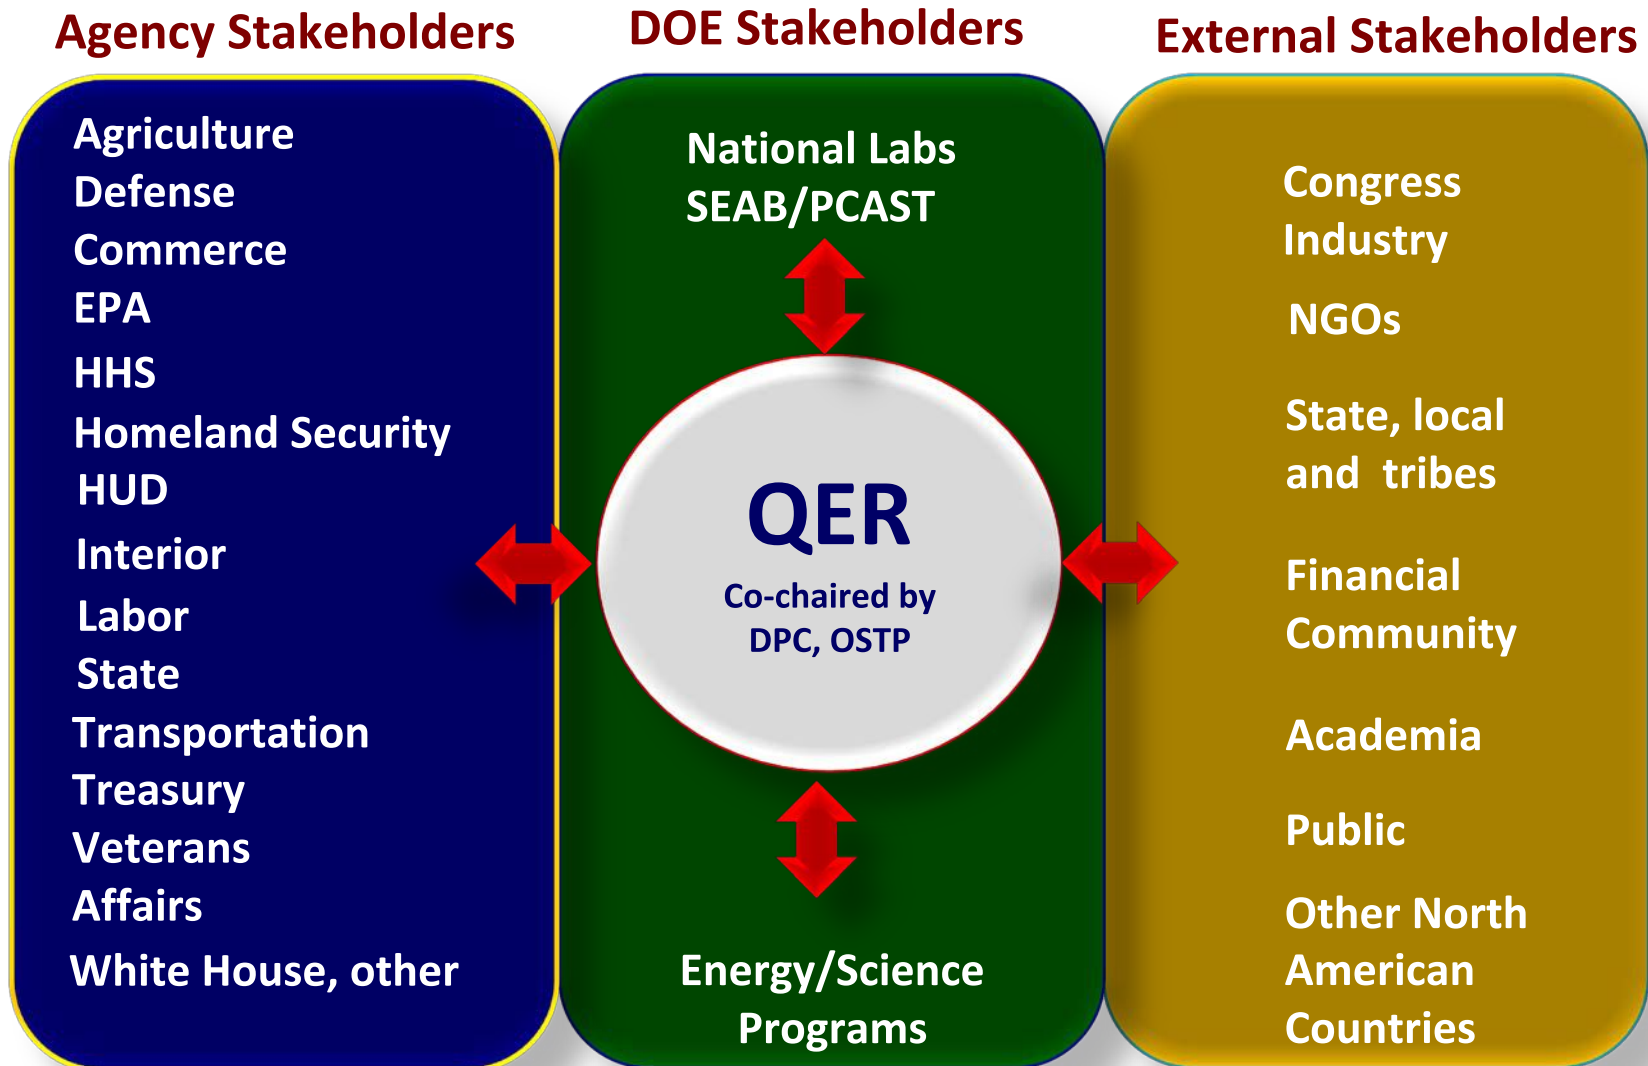 Agency Stakeholders
Agriculture
Defense
Commerce
EPA
HHS
Homeland Security
HUD
Interior
Labor
State
Transportation
Treasury
Veterans
Affairs
White House, other
DOE Stakeholders
National Labs
SEAB/PCAST
QER
Co-chaired by
DPC, OSTP
Energy/Science
Programs
External Stakeholders
Congress
Industry
NGOs
State, local
and  tribes
Financial
Community
Academia
Public
Other North
American
Countries